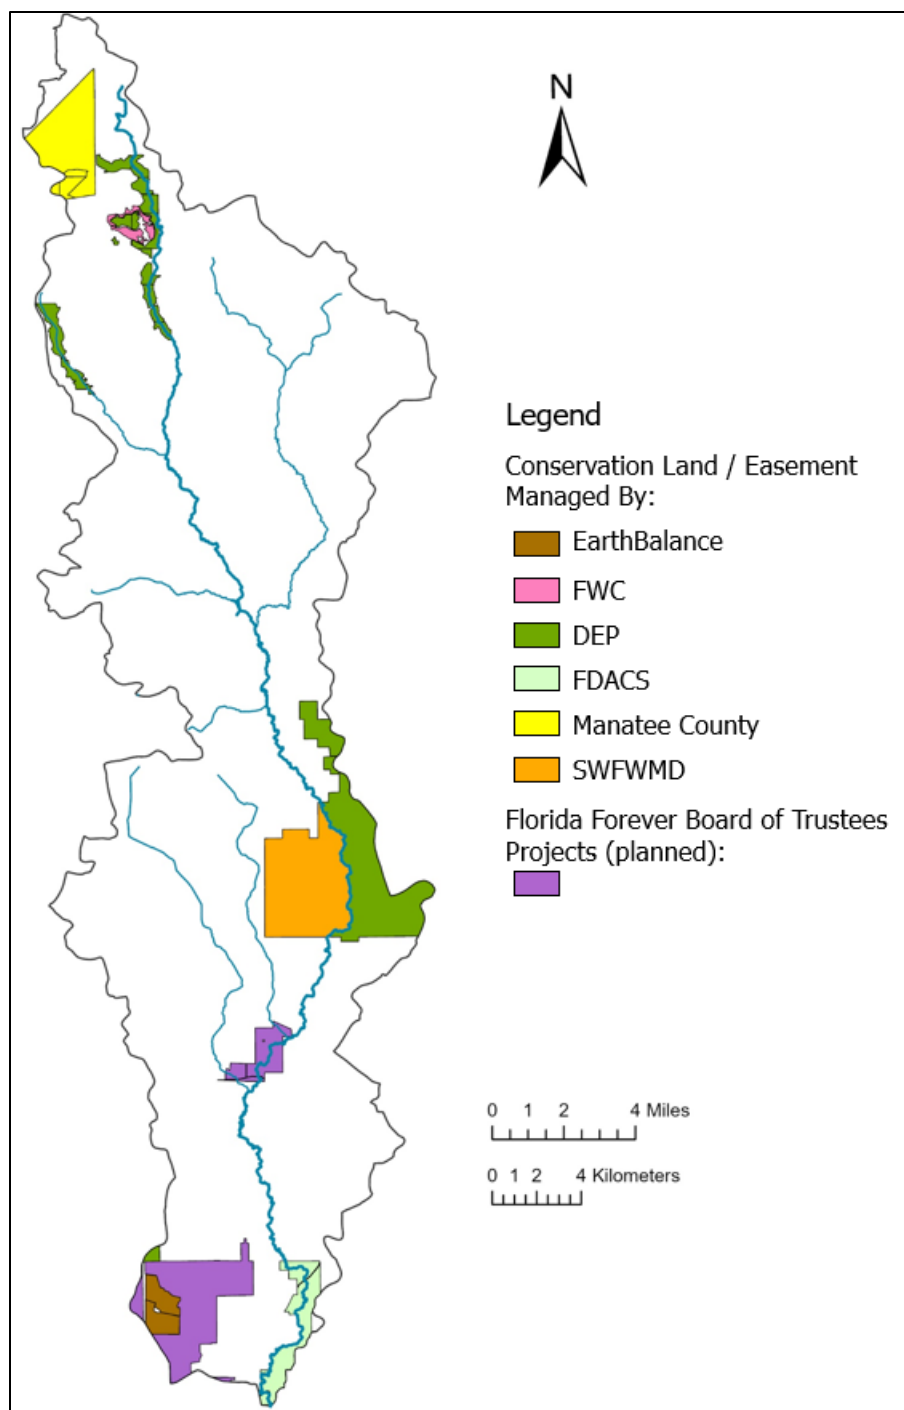 N
Legend
Conservation Land / Easement
Managed By:
EarthBalance
FWC
DEP
FDACS
Manatee County
SWFWMD
Florida Forever Board of Trustees
Projects (planned):
0 1 2 4 Miles
0 1 2 4 Kilometers